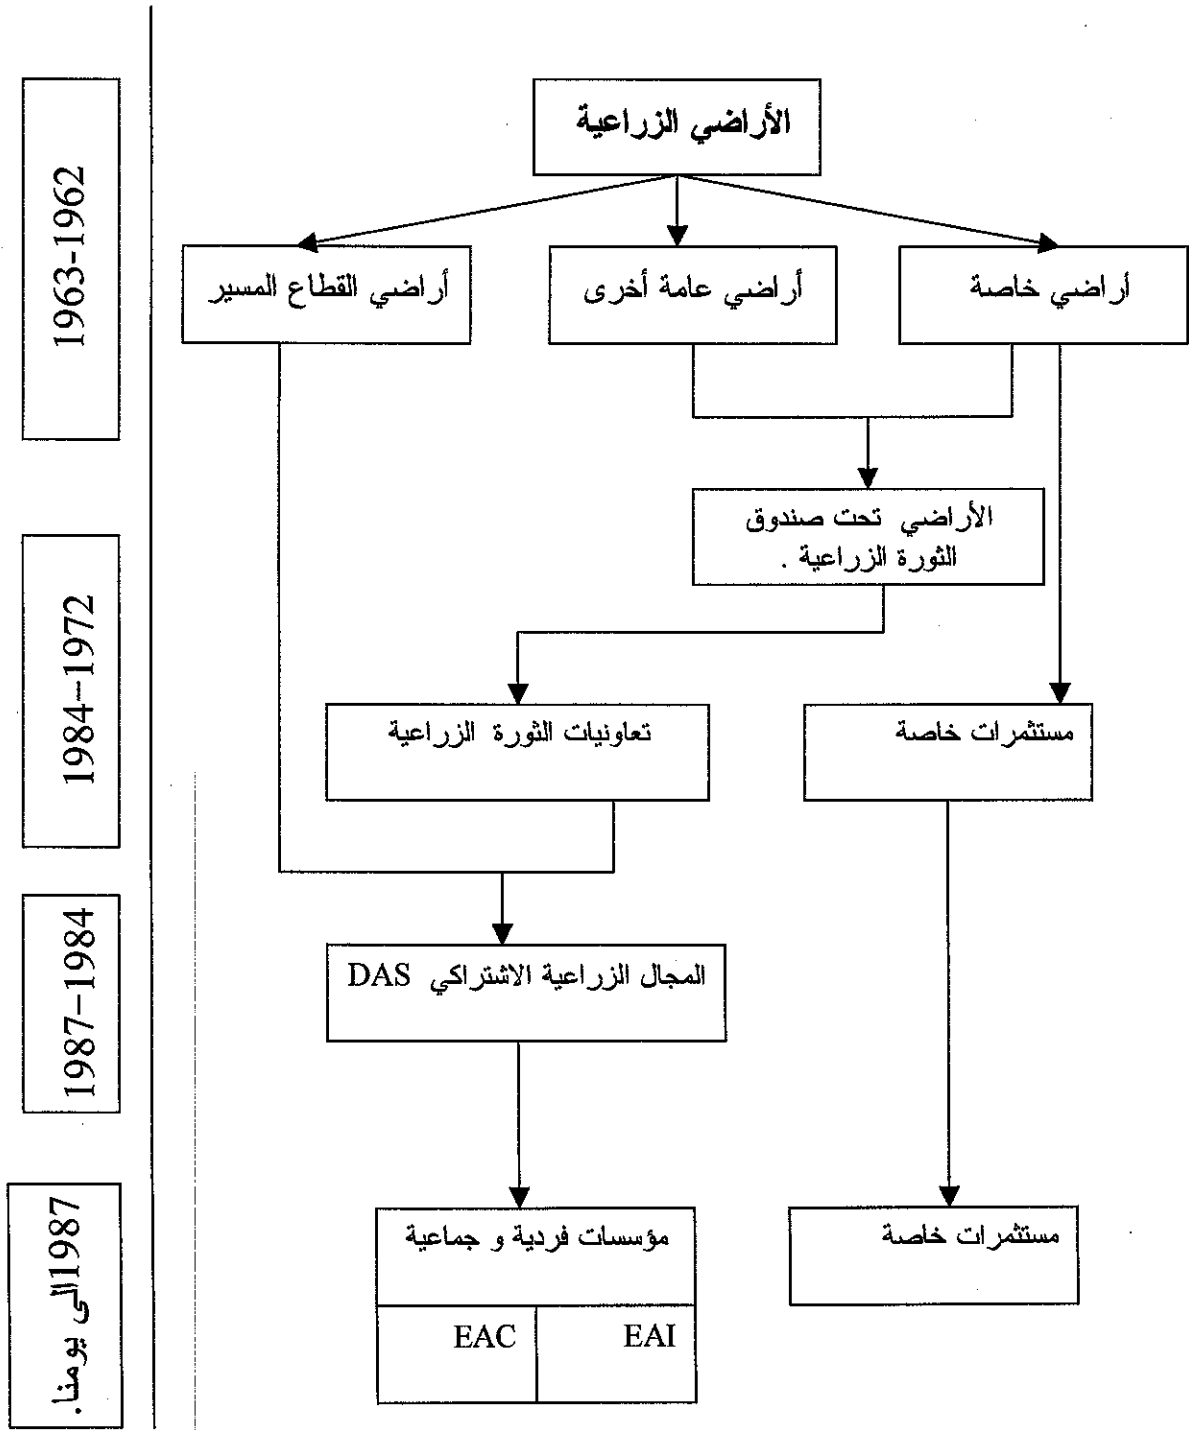 الأراضي الزراعية
1963-1962
أراضي خاصة
أراضي عامة أخرى
أراضي القطاع المسير
الأراضي تحت صندوق
الثورة الزراعية .
1984-1972
مستثمرات خاصة
تعاونيات الثورة الزراعية
1987-1984
المجال الزراعية الاشتراكي DAS
1987الى يومنا.
مستثمرات خاصة
مؤسسات فردية و جماعية
EAI
EAC